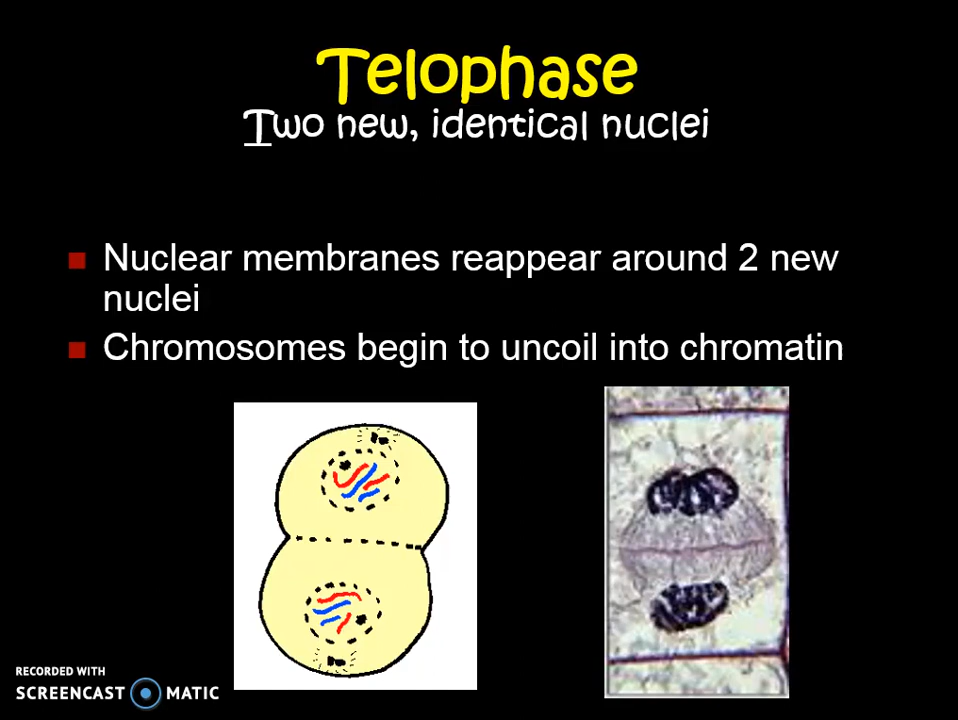 Telophase
Two new, identical nuclei
Nuclear membranes reappear around 2 new
nuclei
Chromosomes begin to uncoil into chromatin
RECORDED WITH
SCREENCAST MATIC